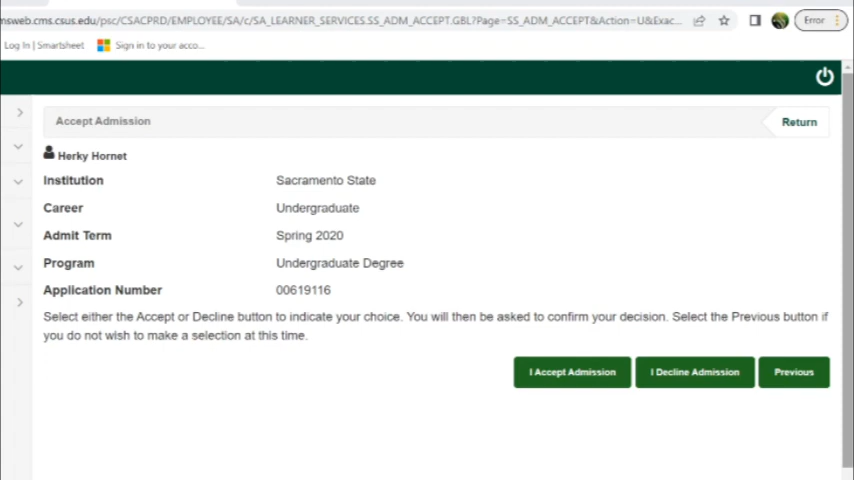 msweb.cms.csus.edu/psc/CSACPRD/EMPLOYEE/SA/c/SA_LEARNER_SERVICES.SS_ADM_ACCEPT.GBL?Page=SS_ADM_ACCEPT&Action=U&Exac... Error
Log In | Smartsheet Sign in to your acco...
Accept Admission Return
Herky Hornet
Institution Sacramento State
Career Undergraduate
Admit Term Spring 2020
Program Undergraduate Degree
Application Number 00619116
Select either the Accept or Decline button to indicate your choice. You will then be asked to confirm your decision. Select the Previous button if
you do not wish to make a selection at this time.
I Accept Admission I Decline Admission Previous